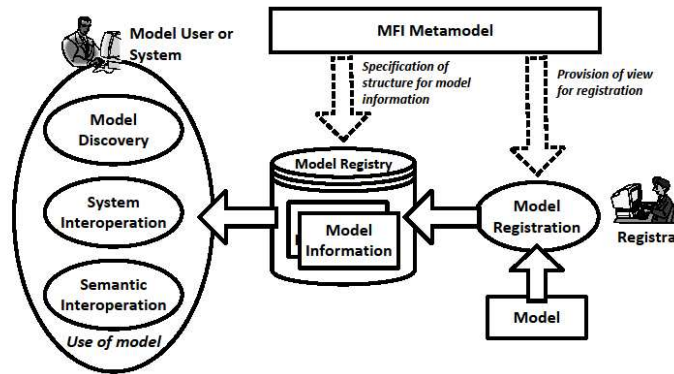 Model User or
System
MFI Metamodel
Specification of
structure for model
information
Provision of view
for registration
Model
Discovery
Model Registry
System
Interoperation
Model
Information
Model
Registration
Registra
Semantic
Interoperation
Model
Use of model